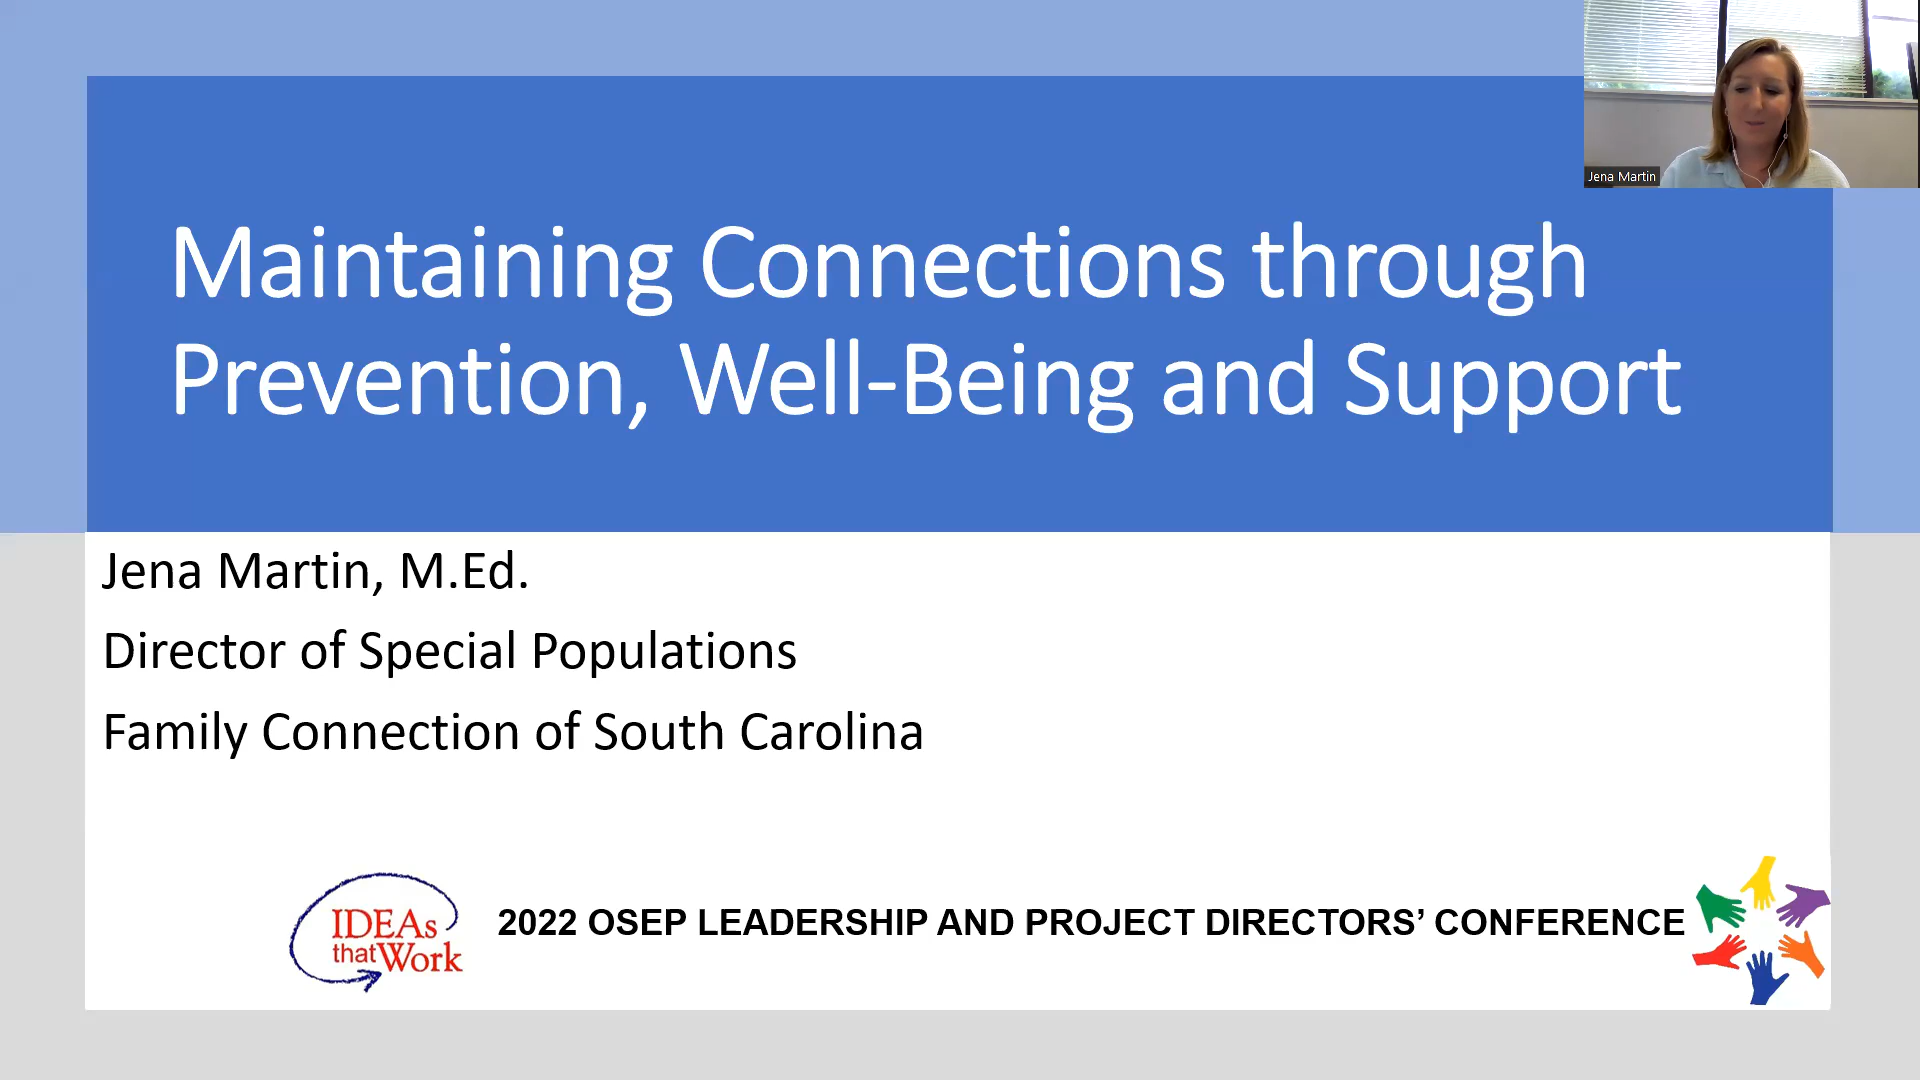 Jena Martin
Maintaining Connections through
Prevention, Well-Being and Support
Jena Martin, M.Ed.
Director of Special Populations
Family Connection of South Carolina
IDEAs
that Work
2022 OSEP LEADERSHIP AND PROJECT DIRECTORS’ CONFERENCE